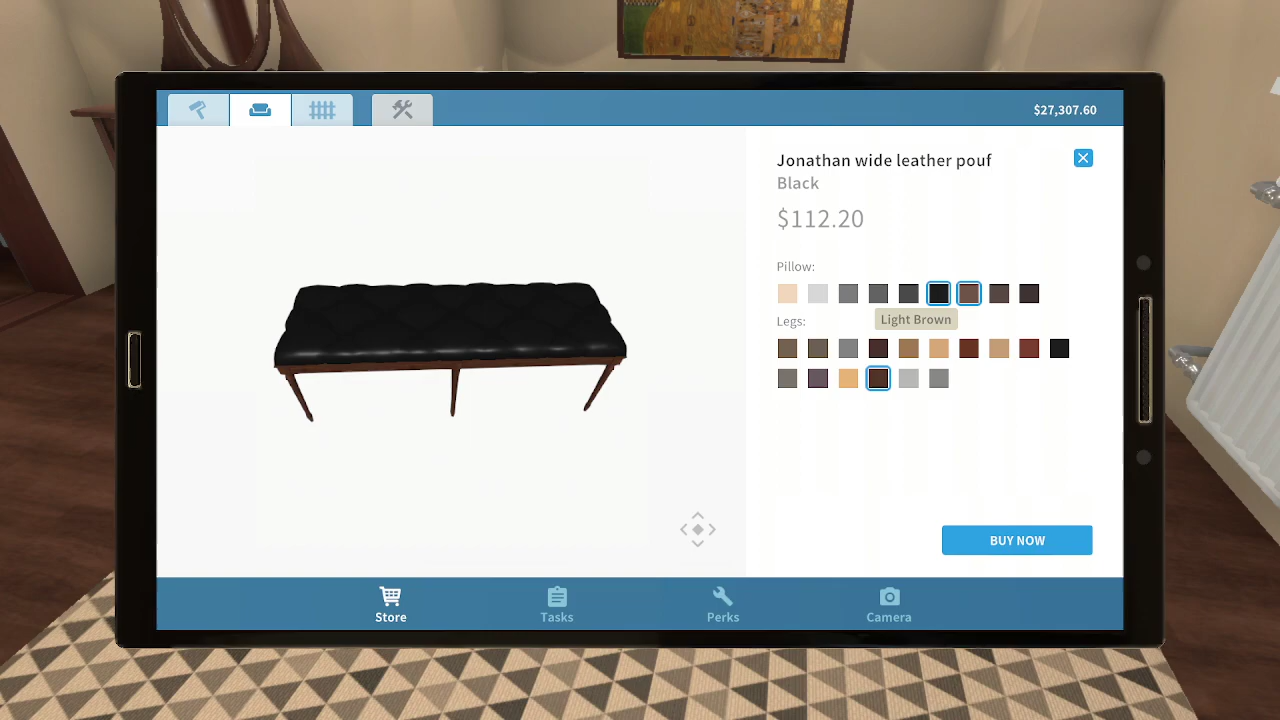 $27,307.60
Jonathan wide leather pouf
Black
$112.20
Pillow:
Light Brown
Legs:
BUY NOW
Store
Tasks
Perks
Camera